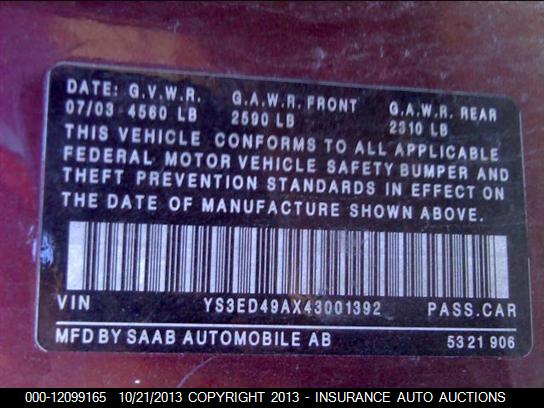 DATE: G.V.W.R. G.A.W.R. FRONT G.A.W.R. REAR
07/03 4560 LB 2590 LB 2310 LB
THIS VEHICLE CONFORMS TO ALL APPLICABLE
FEDERAL MOTOR VEHICLE SAFETY BUMPER AND
THEFT PREVENTION STANDARDS IN EFFECT ON
THE DATE OF MANUFACTURE SHOWN ABOVE.
VIN YS3ED49AX43001392 PASS.CAR
MFD BY SAAB AUTOMOBILE AB 5321 906
000-12099165 10/21/2013 COPYRIGHT 2013 - INSURANCE AUTO AUCTIONS